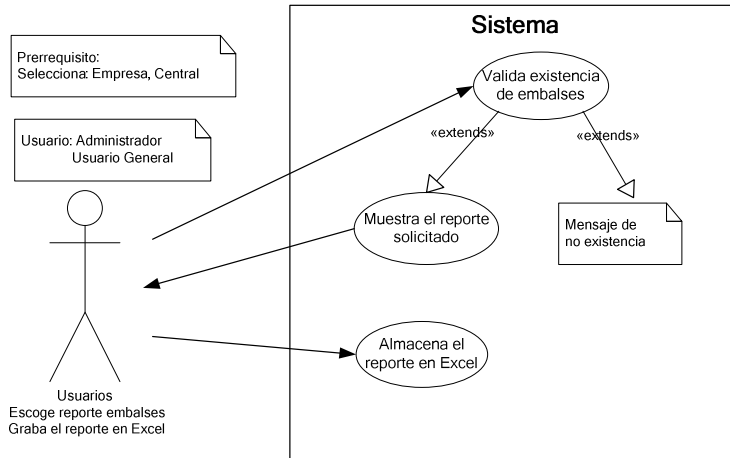 Sistema
Prerrequisito:
Selecciona: Empresa, Central
Valida existencia
de embalses
Usuario: Administrador
Usuario General
«extends»
«extends»
Muestra el reporte
solicitado
Mensaje de
no existencia
Almacena el
reporte en Excel
Usuarios
Escoge reporte embalses
Graba el reporte en Excel